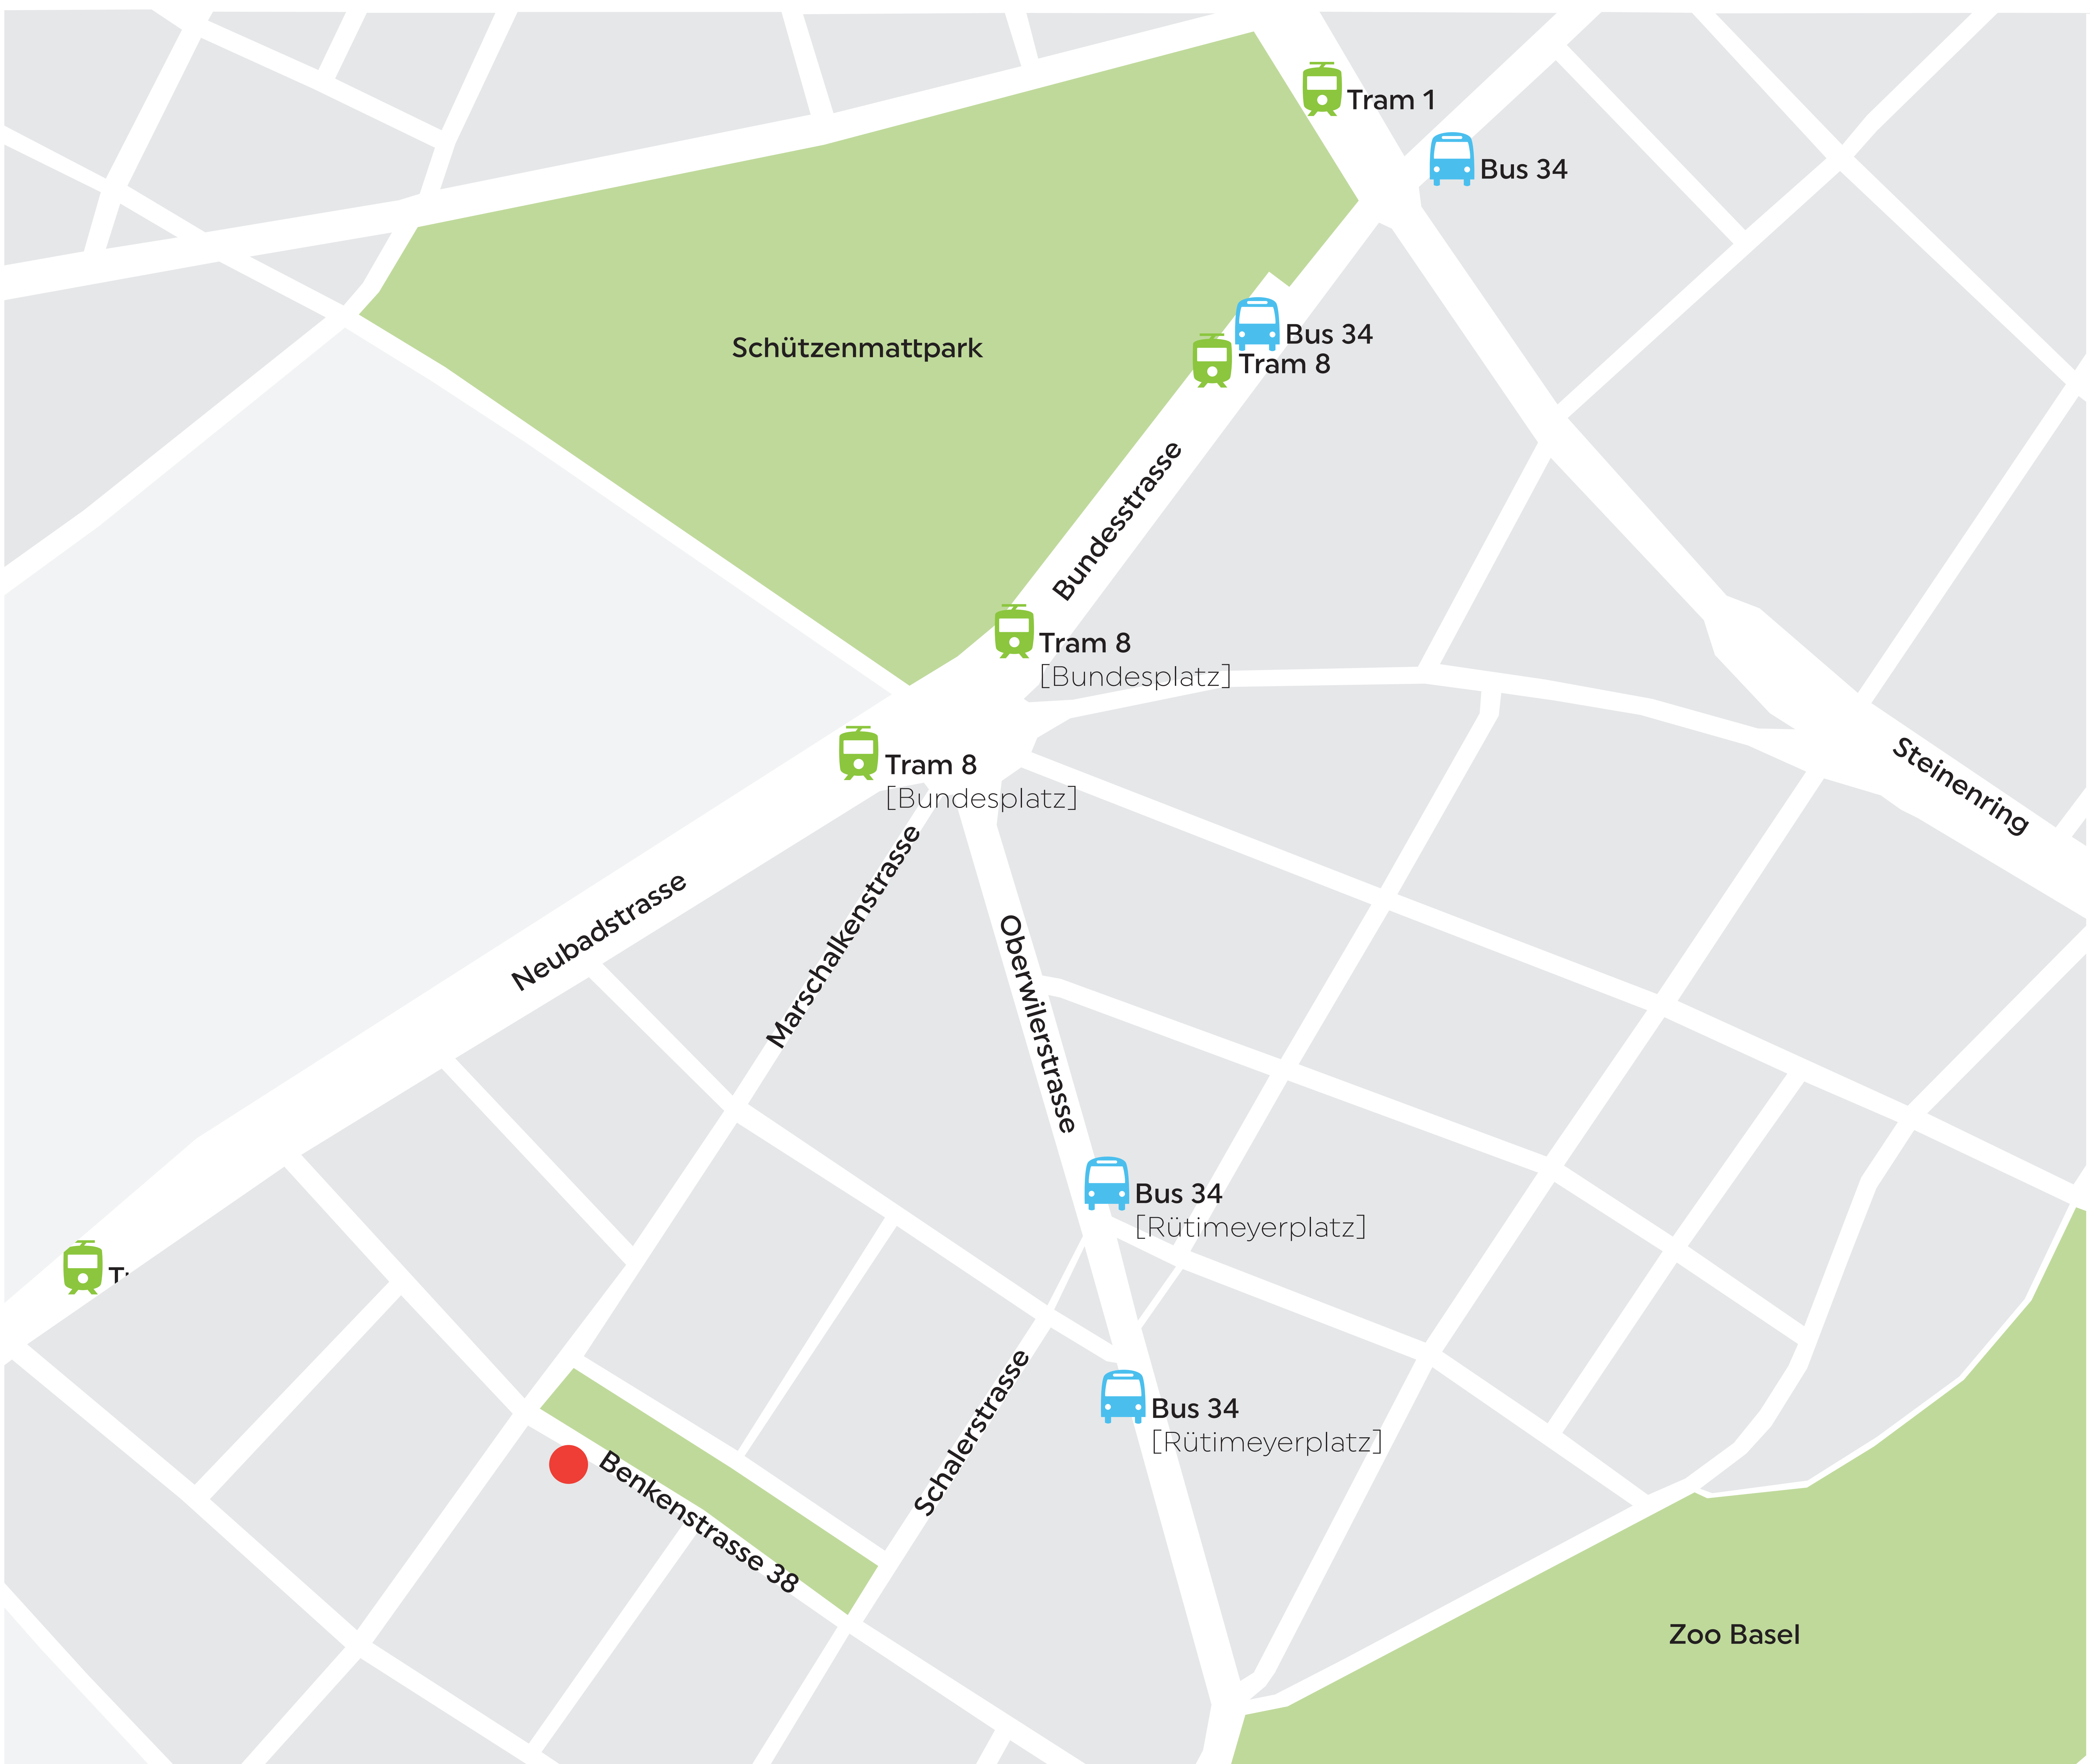 Tram 1
Bus 34
Bus 34
Schützenmattpark
Tram 8
Bundesstrasse
Tram 8
[Bundesplatz]
Steinenring
Tram 8
[Bundesplatz]
Marschalkenstrasse
Neubadstrasse
Oberwilerstrasse
Bus 34
[Rütimeyerplatz]
Schalerstrasse
Bus 34
[Rütimeyerplatz]
Benkenstrasse 38
Zoo Basel